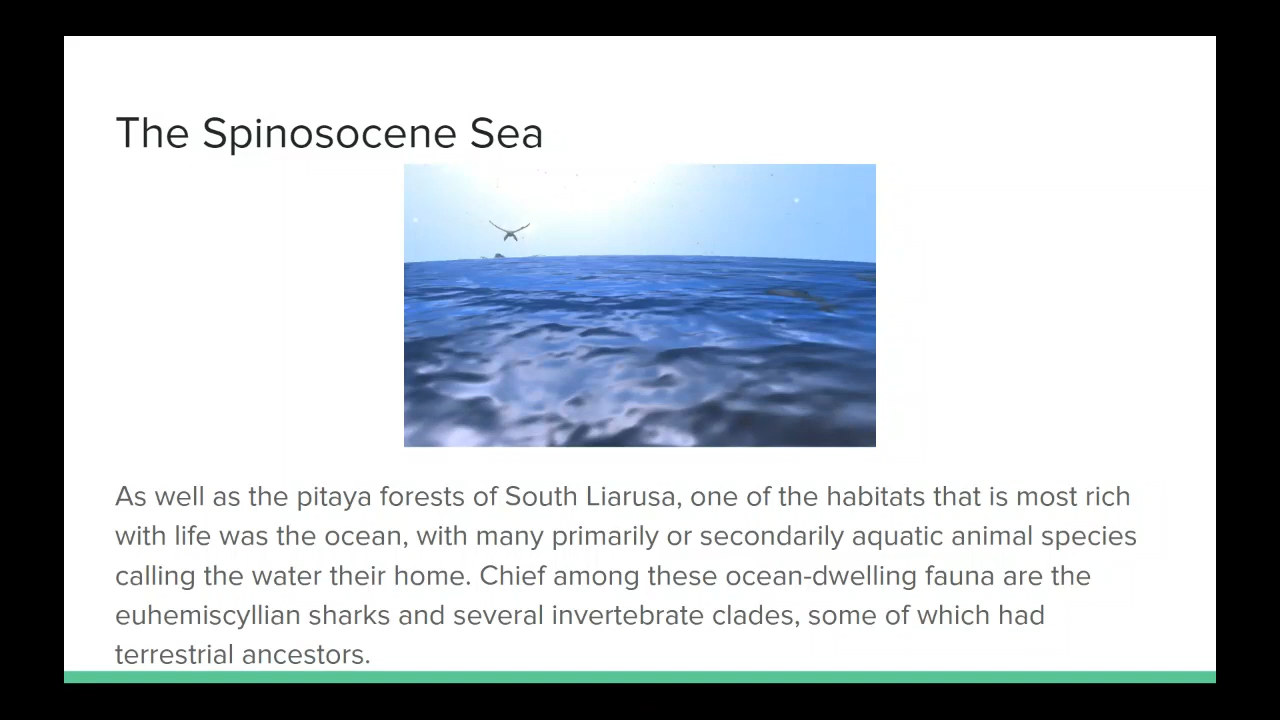 The Spinosocene Sea
As well as the pitaya forests of South Liarusa, one of the habitats that is most rich
with life was the ocean, with many primarily or secondarily aquatic animal species
calling the water their home. Chief among these ocean-dwelling fauna are the
euhemiscyllian sharks and several invertebrate clades, some of which had
terrestrial ancestors.